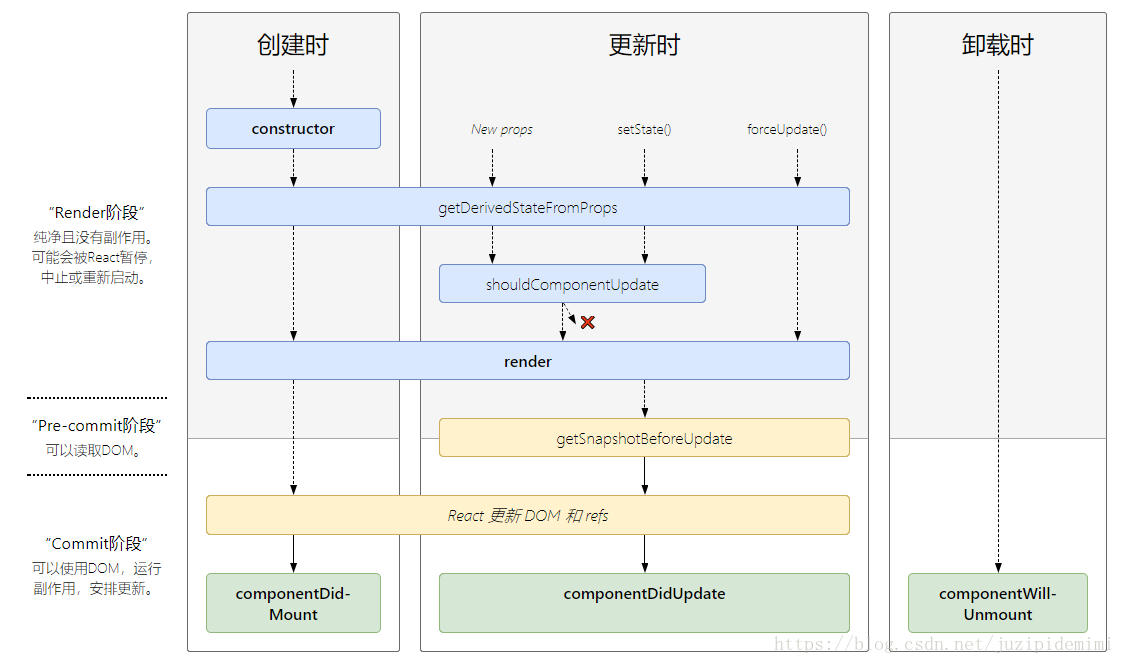 创建时
更新时
卸载时
constructor
New props
setState()
forceUpdate()
“Render阶段”
纯净且没有副作用。
可能会被React暂停,
中止或重新启动。
getDerivedStateFromProps
shouldComponentUpdate
render
“Pre-commit阶段”
可以读取DOM。
getSnapshotBeforeUpdate
React 更新 DOM 和 refs
“Commit阶段”
可以使用DOM，运行
副作用，安排更新。
componentDid-
Mount
componentDidUpdate
componentWill-
Unmount
https://blog.csdn.net/juzipidemimi